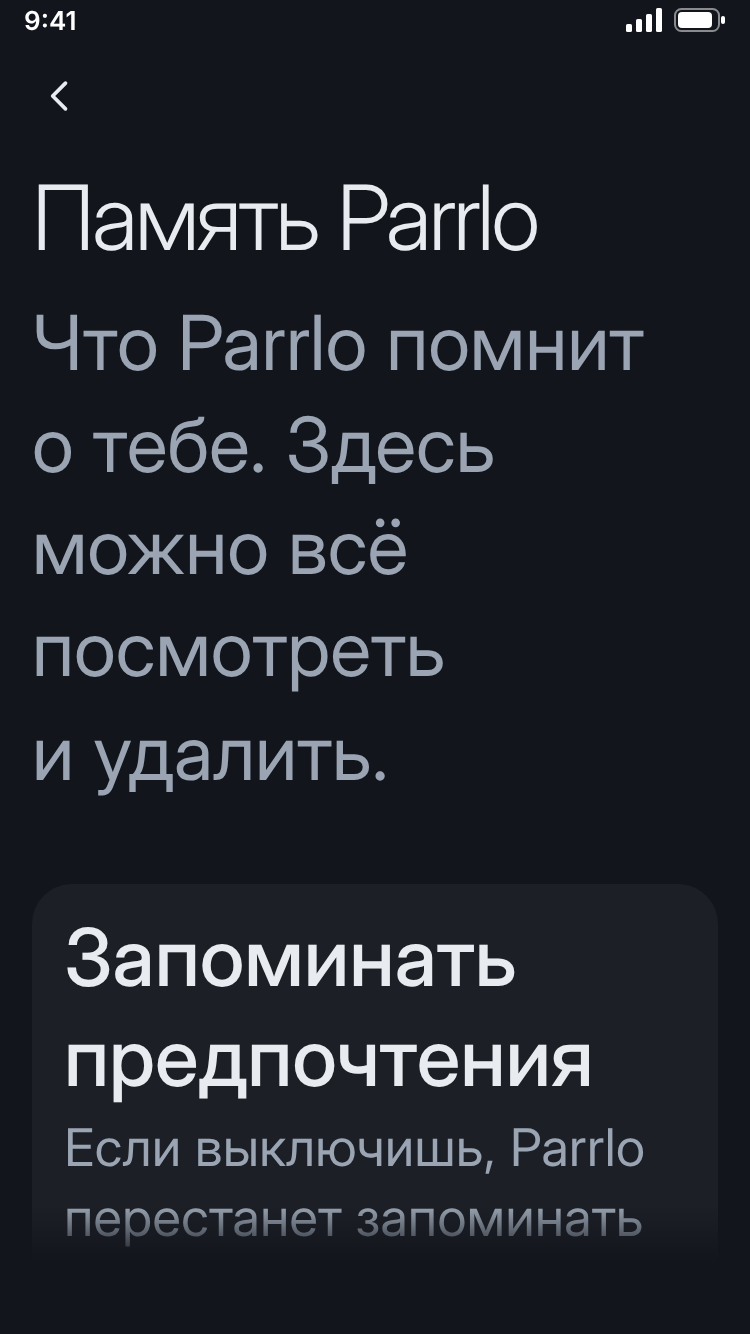 9:41
Память Parrlo
Что Parrlo помнит
о тебе. Здесь
можно всё
посмотреть
и удалить.
Запоминать
предпочтения
Если выключишь, Parrlo
перестанет запоминать